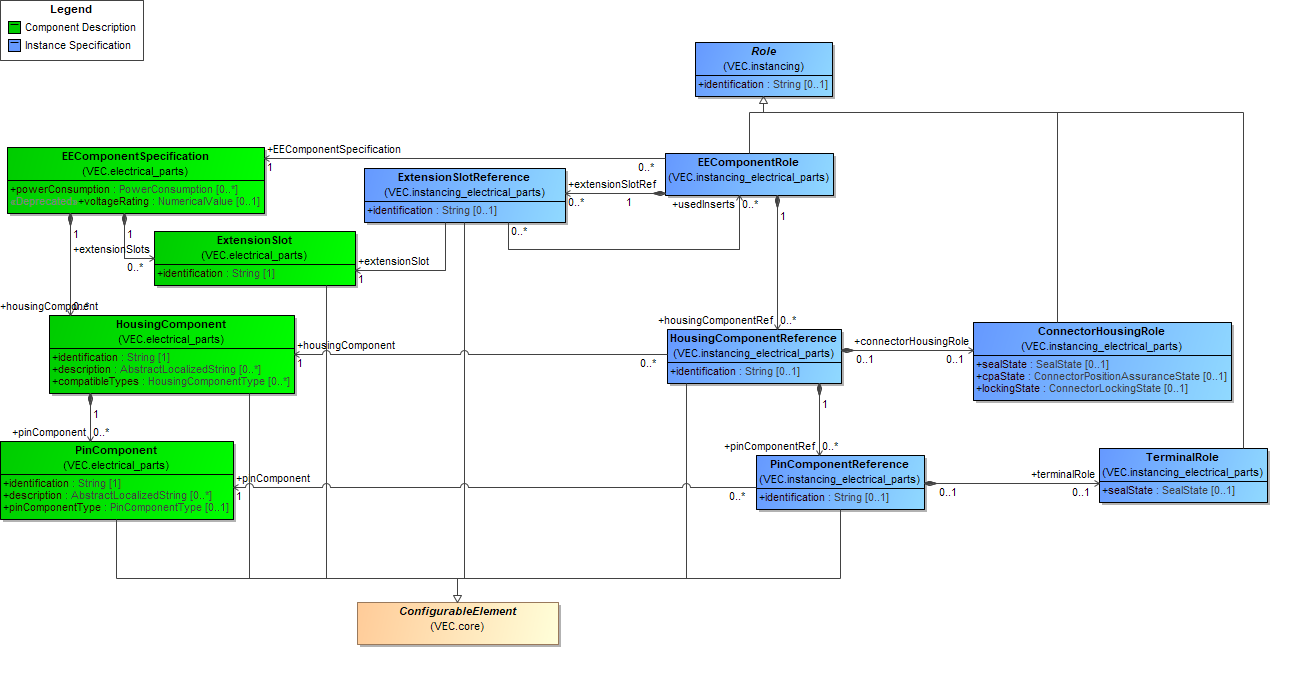 Legend
Component Description
Instance Specification
Role
(VEC.instancing)
+identification : String [0..1]
EEComponentSpecification
(VEC.electrical_parts)
+powerConsumption : PowerConsumption [0..*]
«Deprecated»+voltageRating : NumericalValue [0..1]
+EEComponentSpecification
1
0..*
EEComponentRole
(VEC.instancing_electrical_parts)
ExtensionSlotReference
(VEC.instancing_electrical_parts)
+identification : String [0..1]
+extensionSlotRef
0..*
1
+usedInserts
0..*
1
0..*
1
+extensionSlots
1
0..*
ExtensionSlot
(VEC.electrical_parts)
+identification : String [1]
+extensionSlot
1
+housingComponent
0..*
HousingComponent
(VEC.electrical_parts)
+identification : String [1]
+description : AbstractLocalizedString [0..*]
+compatibleTypes : HousingComponentType [0..*]
+housingComponent
1
0..*
+housingComponentRef
0..*
HousingComponentReference
(VEC.instancing_electrical_parts)
+identification : String [0..1]
+connectorHousingRole
0..1
0..1
ConnectorHousingRole
(VEC.instancing_electrical_parts)
+sealState : SealState [0..1]
+cpaState : ConnectorPositionAssuranceState [0..1]
+lockingState : ConnectorLockingState [0..1]
1
+pinComponent
0..*
1
+pinComponentRef
0..*
PinComponent
(VEC.electrical_parts)
+identification : String [1]
+description : AbstractLocalizedString [0..*]
+pinComponentType : PinComponentType [0..1]
+pinComponent
1
0..*
PinComponentReference
(VEC.instancing_electrical_parts)
+identification : String [0..1]
+terminalRole
0..1
0..1
TerminalRole
(VEC.instancing_electrical_parts)
+sealState : SealState [0..1]
ConfigurableElement
(VEC.core)